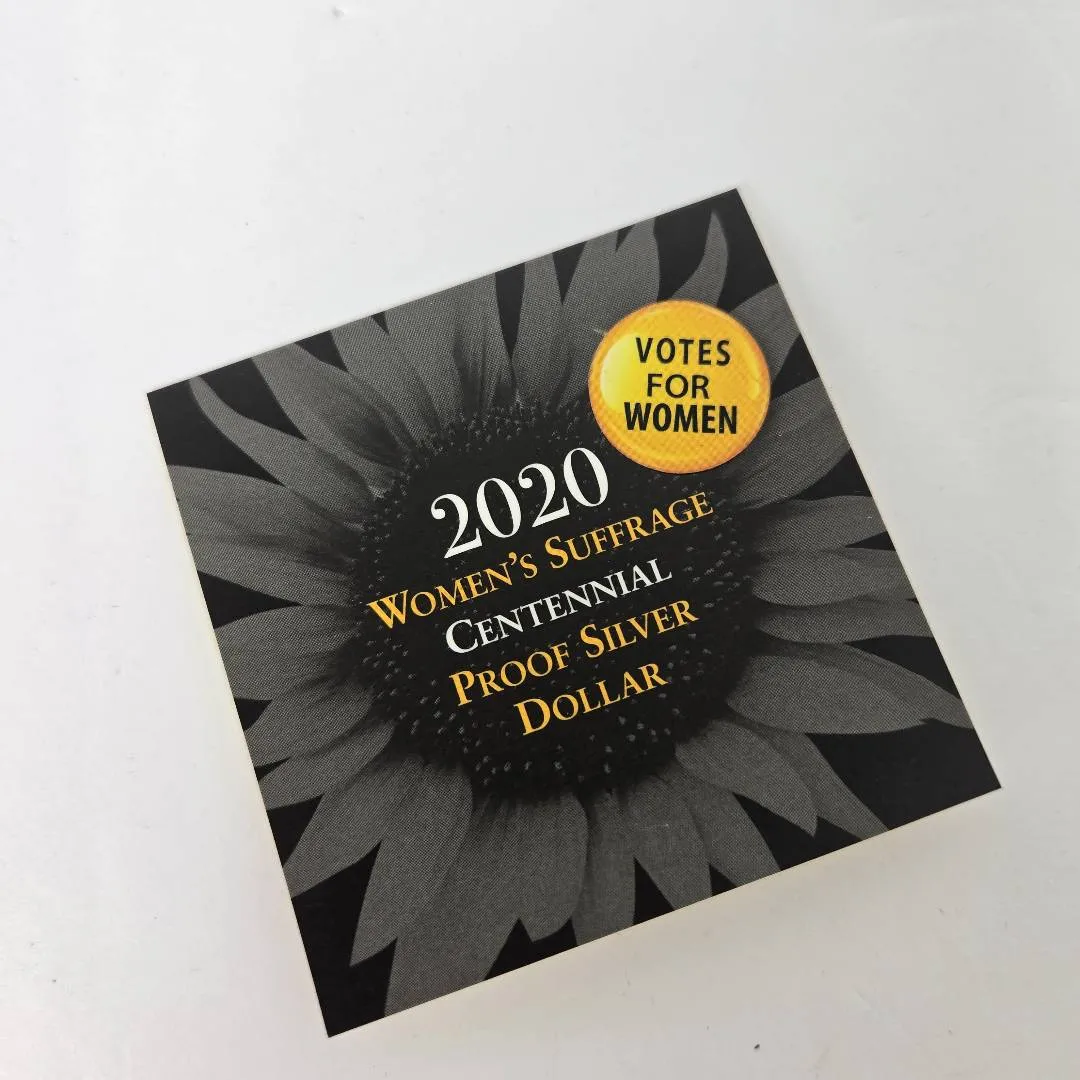 VOTES
FOR
WOMEN
2020
WOMEN'S SUFFRAGE
CENTENNIAL
PROOF SILVER
DOLLAR